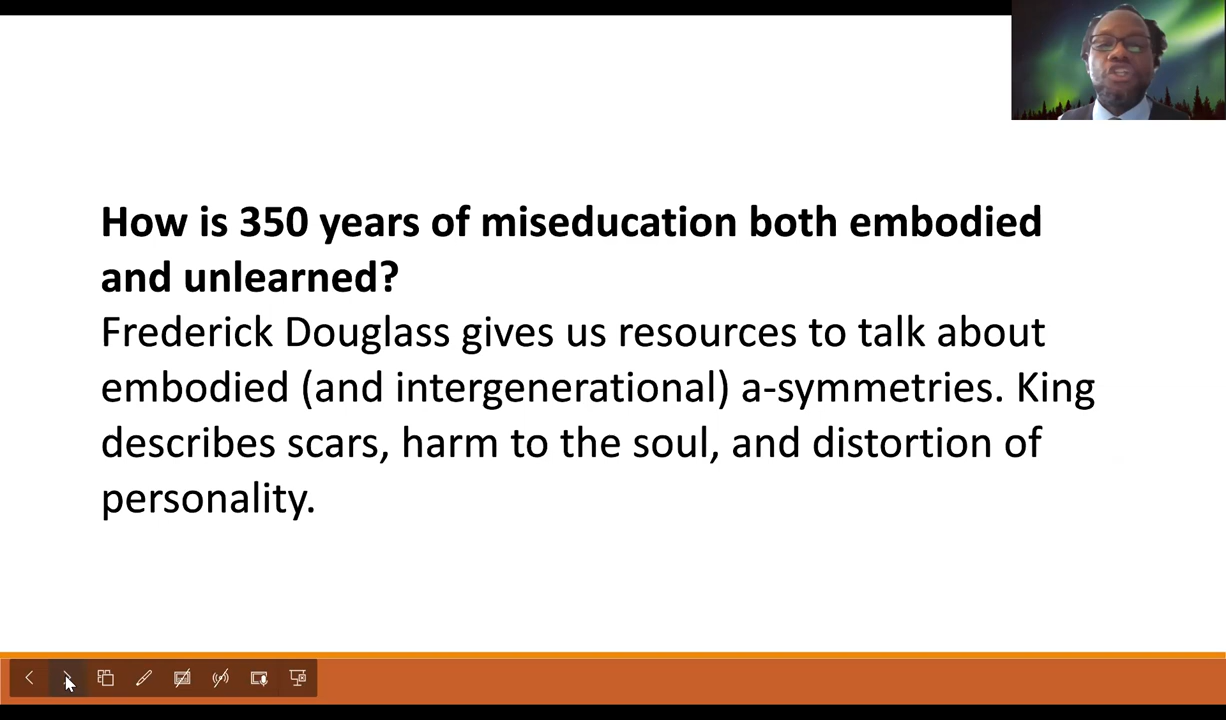 How is 350 years of miseducation both embodied
and unlearned?
Frederick Douglass gives us resources to talk about
embodied (and intergenerational) a-symmetries. King
describes scars, harm to the soul, and distortion of
personality.